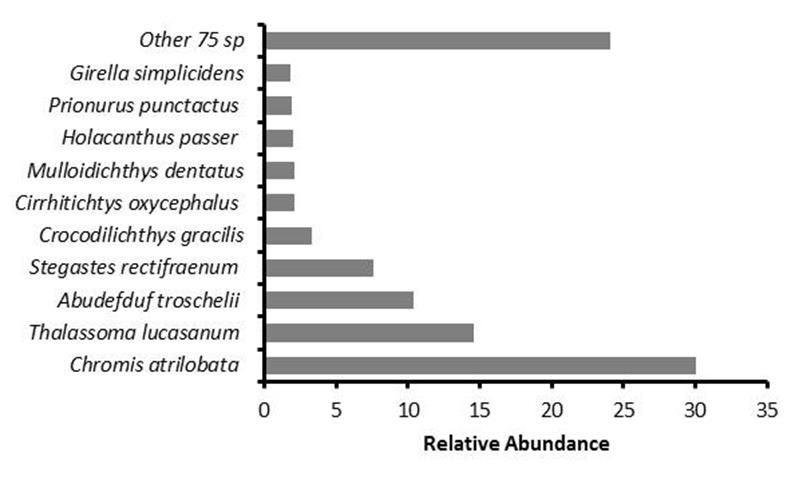 Other 75 sp
Girella simplicidens
Prionurus punctactus
Holacanthus passer
Mulloidichthys dentatus
Cirrhitichtys oxycephalus
Crocodilichthys gracilis
Stegastes rectifraenum
Abudefduf troschelii
Thalassoma lucasanum
Chromis atrilobata
0 5 10 15 20 25 30 35
Relative Abundance